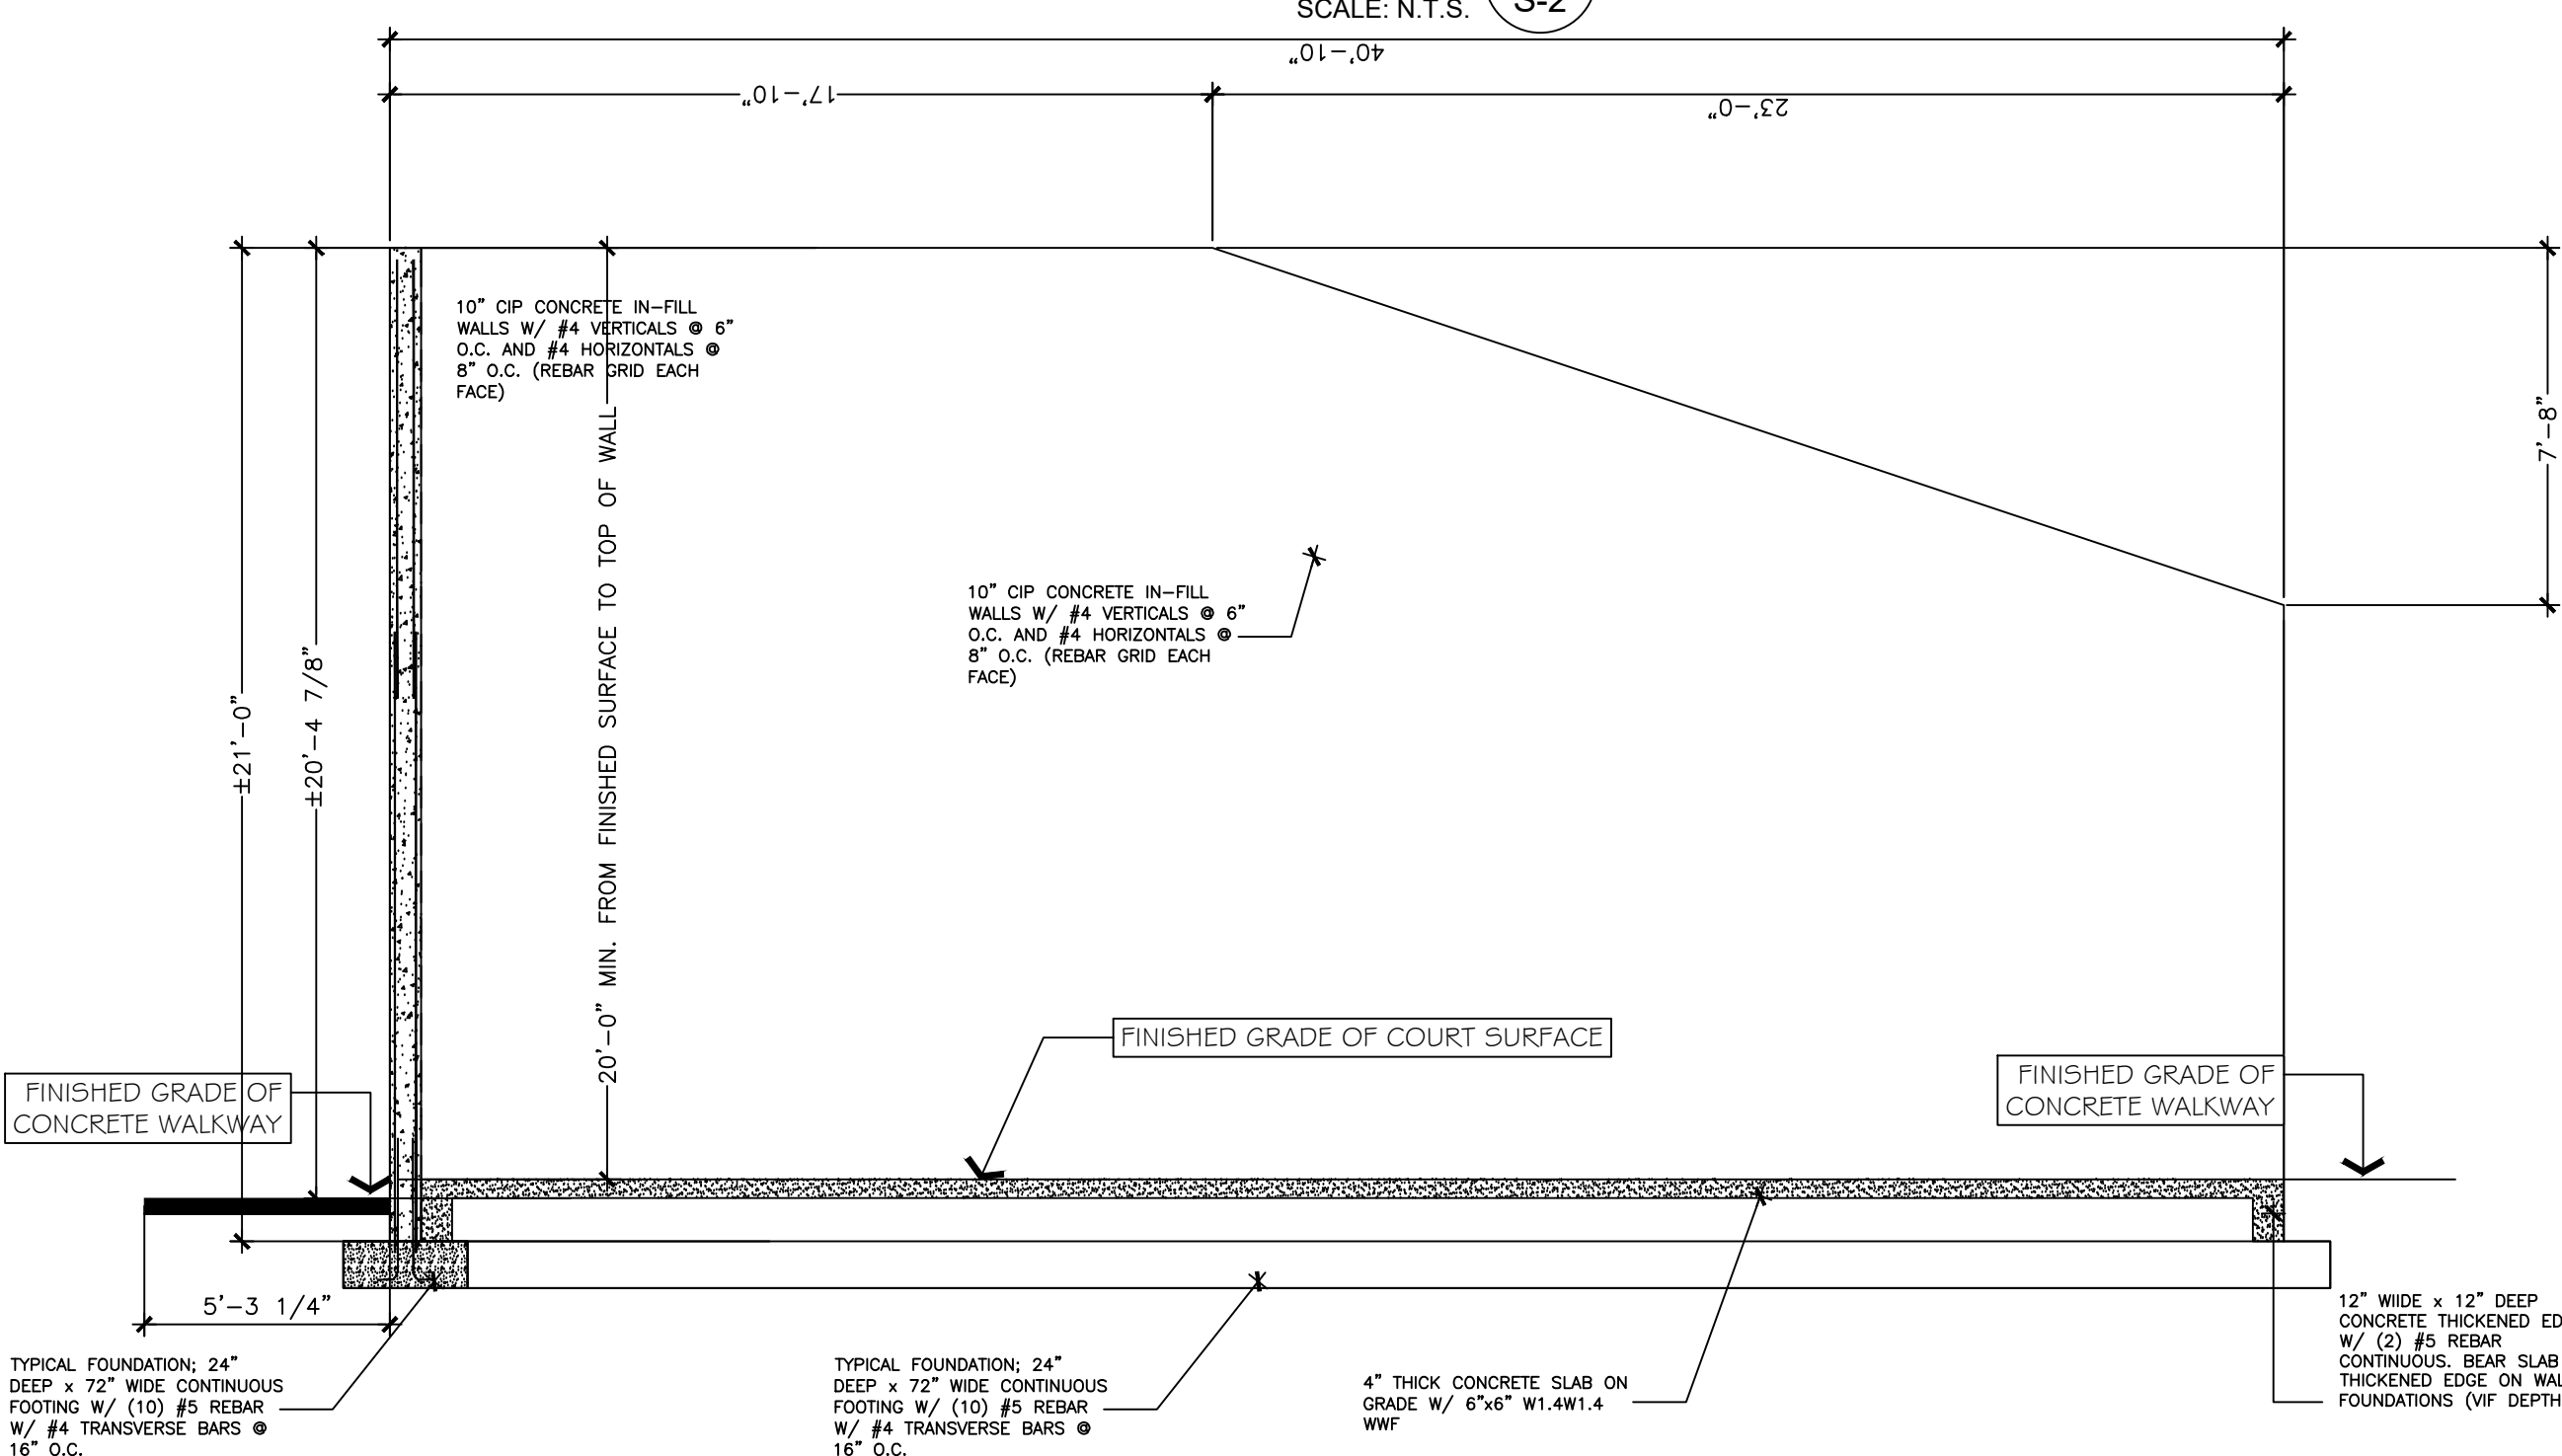 SCALE: N.T.S.
S-2
40'-10"
17'-10"
23'-0"
10" CIP CONCRETE IN-FILL
WALLS W/ #4 VERTICALS @ 6"
O.C. AND #4 HORIZONTALS @
8" O.C. (REBAR GRID EACH
FACE)
7'-8"
±21'-0"
±20'-4 7/8"
20'-0" MIN. FROM FINISHED SURFACE TO TOP OF WALL
10" CIP CONCRETE IN-FILL
WALLS W/ #4 VERTICALS @ 6"
O.C. AND #4 HORIZONTALS @
8" O.C. (REBAR GRID EACH
FACE)
FINISHED GRADE OF COURT SURFACE
FINISHED GRADE OF
CONCRETE WALKWAY
FINISHED GRADE OF
CONCRETE WALKWAY
5'-3 1/4"
TYPICAL FOUNDATION; 24"
DEEP x 72" WIDE CONTINUOUS
FOOTING W/ (10) #5 REBAR
W/ #4 TRANSVERSE BARS @
16" O.C.
TYPICAL FOUNDATION; 24"
DEEP x 72" WIDE CONTINUOUS
FOOTING W/ (10) #5 REBAR
W/ #4 TRANSVERSE BARS @
16" O.C.
4" THICK CONCRETE SLAB ON
GRADE W/ 6"x6" W1.4W1.4
WWF
12" WIIDE x 12" DEEP
CONCRETE THICKENED ED
W/ (2) #5 REBAR
CONTINUOUS. BEAR SLAB
THICKENED EDGE ON WAL
FOUNDATIONS (VIF DEPTH